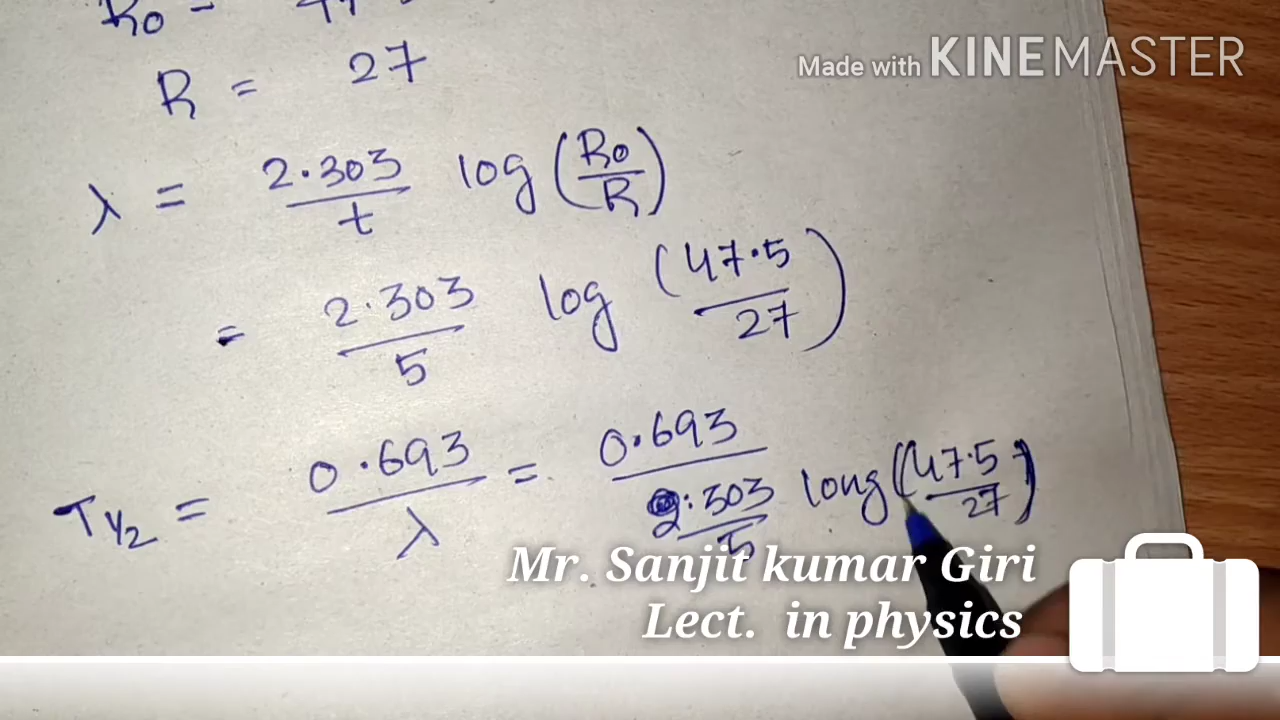 R0 =
Made with KINEMASTER
R = 27
λ = 2.303/t log (R0/R)
= 2.303/5 log (47.5/27)
T1/2 = 0.693/λ = 0.693/2.303/5 long (47.5/27)
Mr. Sanjit kumar Giri
Lect. in physics